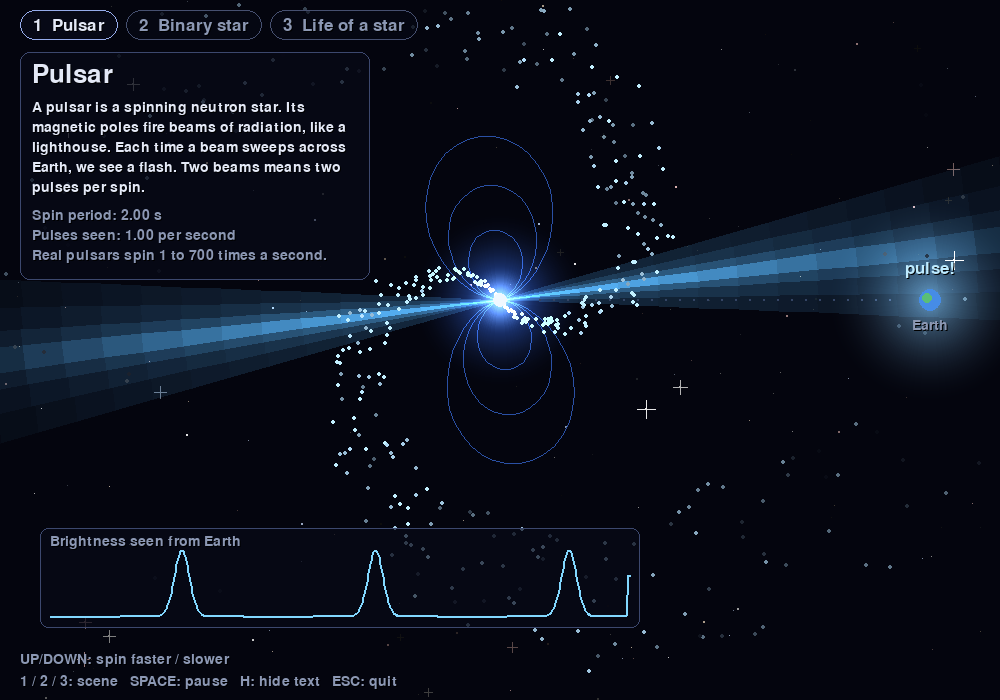 1 Pulsar
2 Binary star
3 Life of a star
Pulsar
A pulsar is a spinning neutron star. Its
magnetic poles fire beams of radiation, like a
lighthouse. Each time a beam sweeps across
Earth, we see a flash. Two beams means two
pulses per spin.
Spin period: 2.00 s
Pulses seen: 1.00 per second
Real pulsars spin 1 to 700 times a second.
pulse!
Earth
Brightness seen from Earth
UP/DOWN: spin faster / slower
1 / 2 / 3: scene SPACE: pause H: hide text ESC: quit